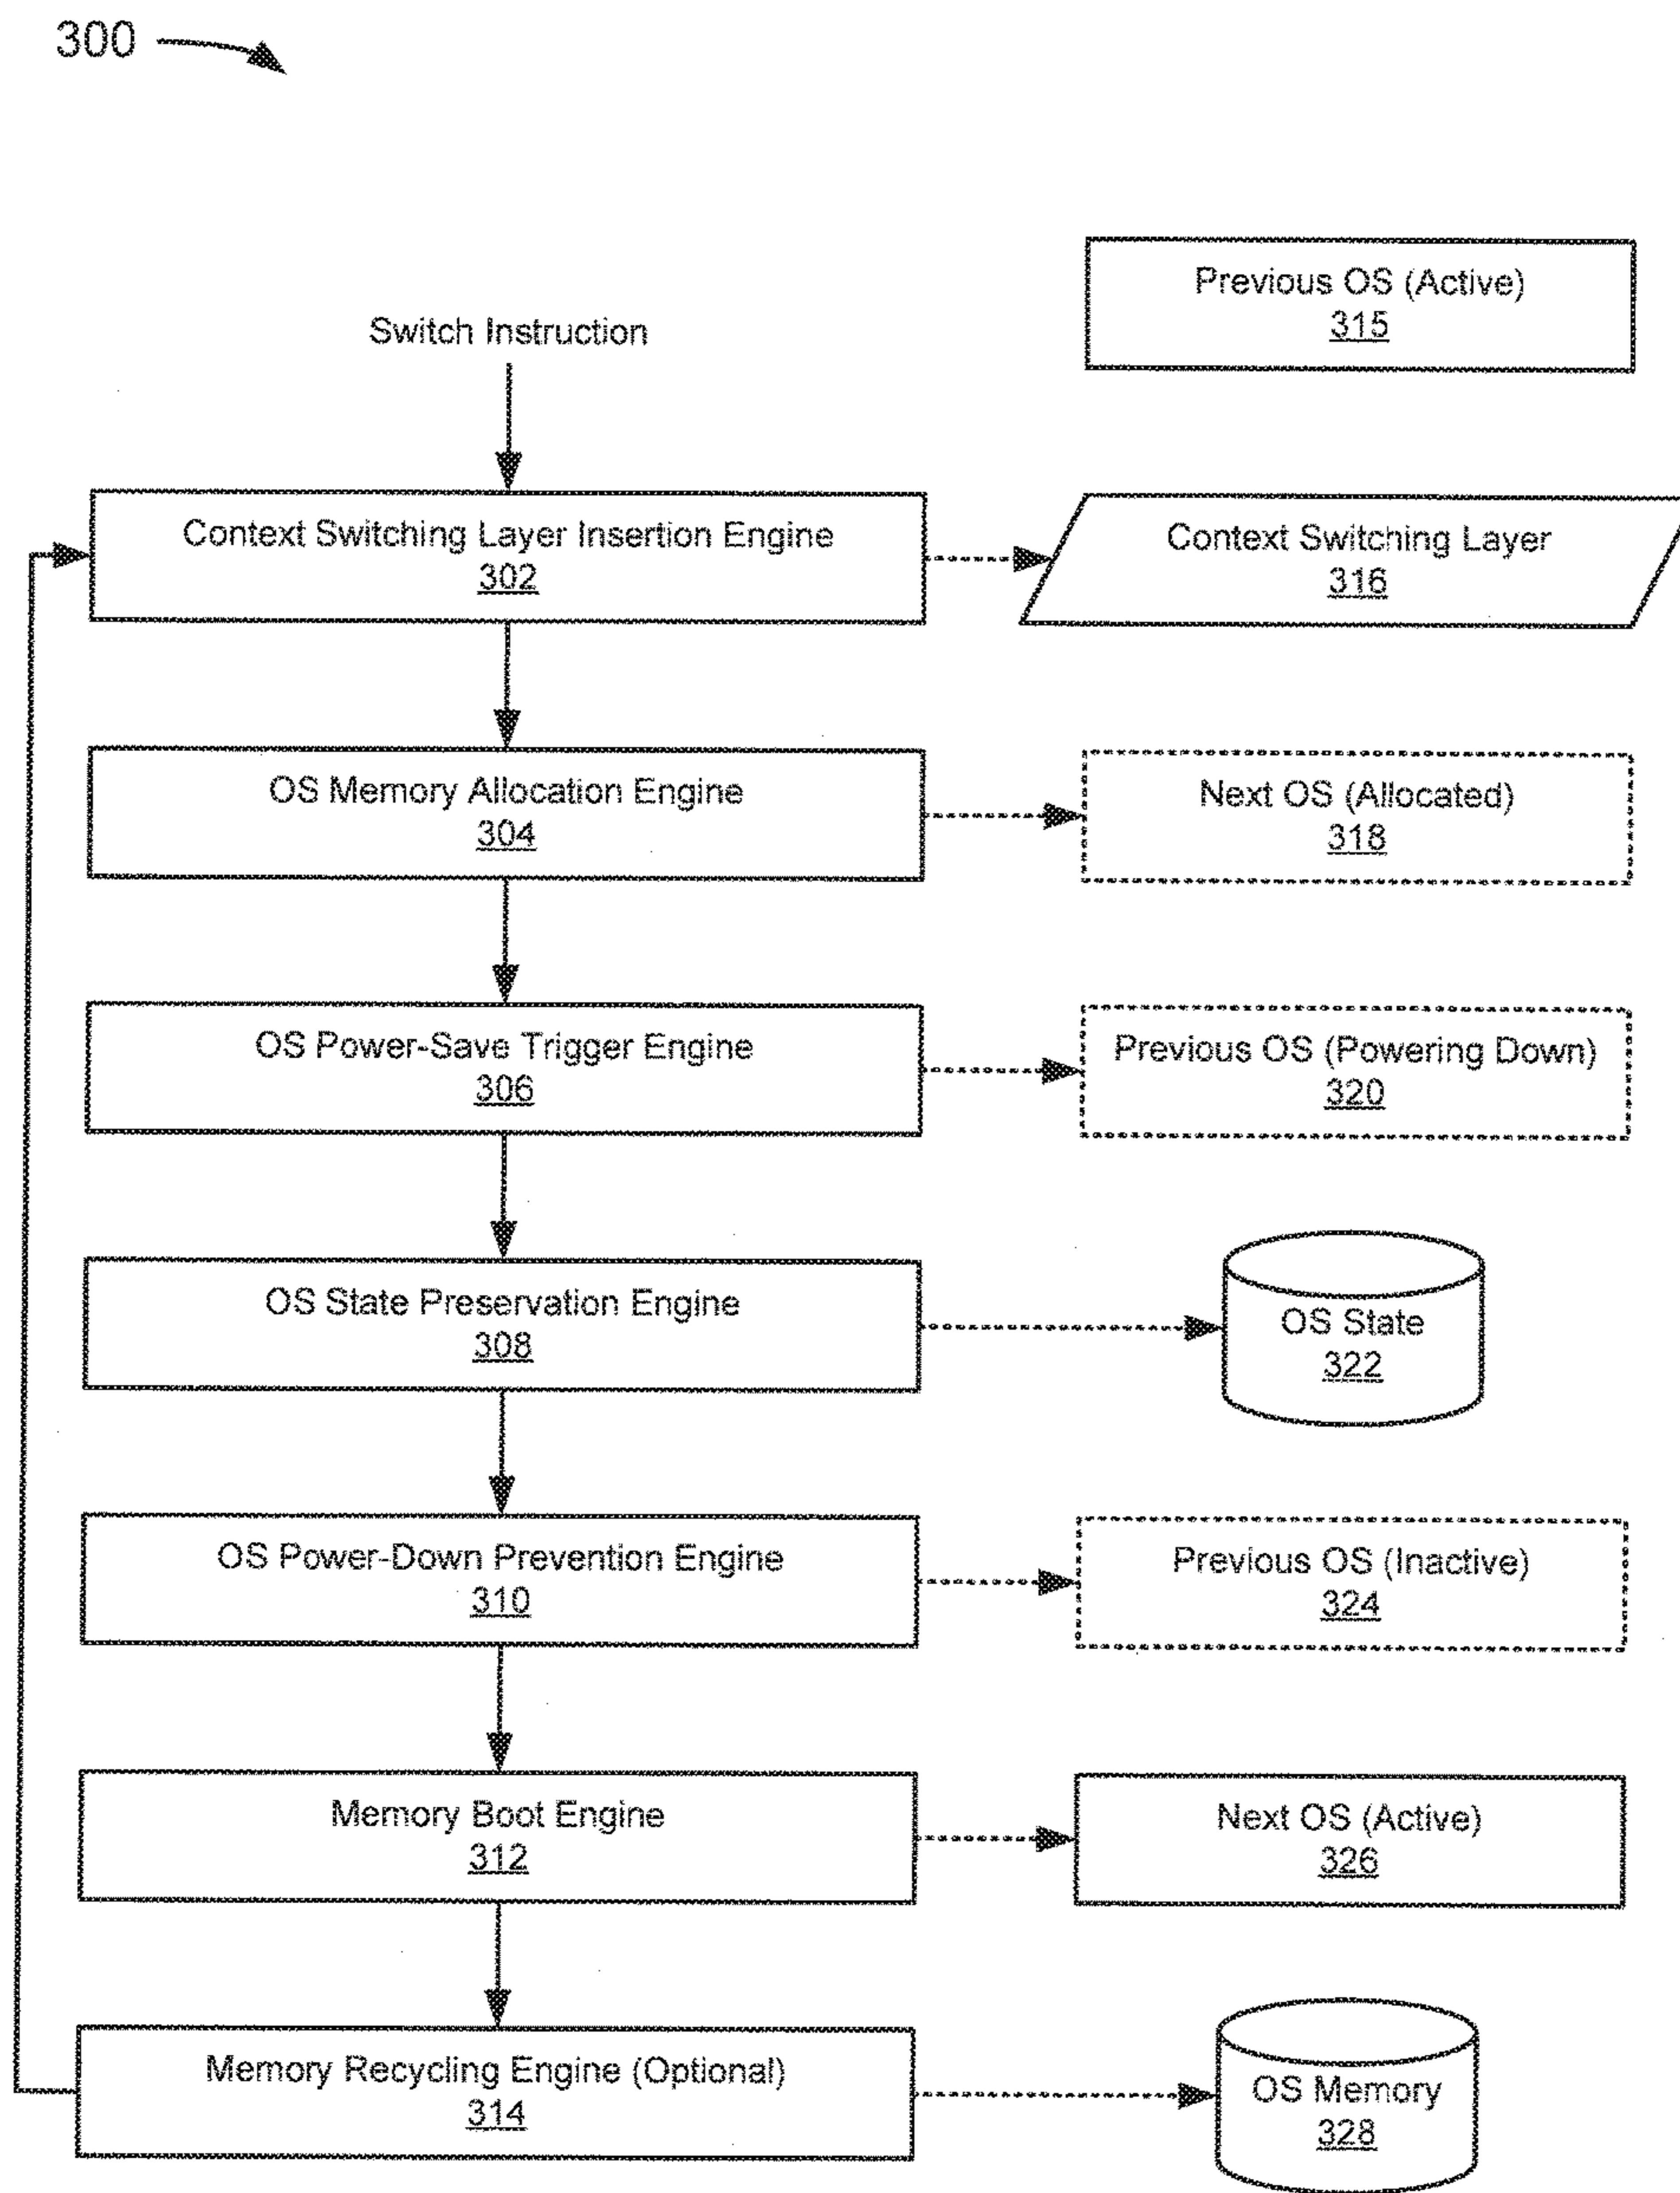 300
Previous OS (Active)
315
Switch Instruction
Context Switching Layer Insertion Engine
302
Context Switching Layer
316
OS Memory Allocation Engine
304
Next OS (Allocated)
318
OS Power-Save Trigger Engine
306
Previous OS (Powering Down)
320
OS State Preservation Engine
308
OS State
322
OS Power-Down Prevention Engine
310
Previous OS (Inactive)
324
Memory Boot Engine
312
Next OS (Active)
326
Memory Recycling Engine (Optional)
314
OS Memory
328